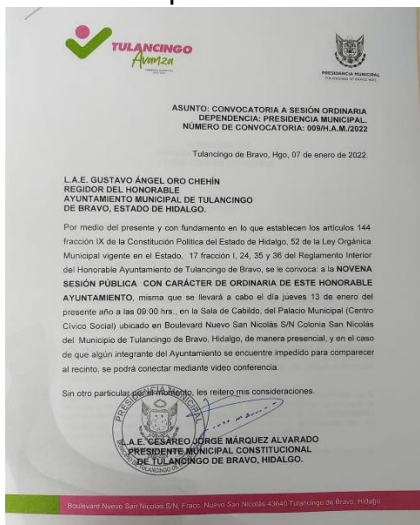 TULANCINGO
Avanza
PRESIDENCIA MUNICIPAL
ASUNTO: CONVOCATORIA A SESIÓN ORDINARIA
DEPENDENCIA: PRESIDENCIA MUNICIPAL.
NÚMERO DE CONVOCATORIA: 009/H.A.M./2022
Tulancingo de Bravo, Hgo, 07 de enero de 2022.
L.A.E. GUSTAVO ÁNGEL ORO CHEHÍN
REGIDOR DEL HONORABLE
AYUNTAMIENTO MUNICIPAL DE TULANCINGO
DE BRAVO, ESTADO DE HIDALGO.
Por medio del presente y con fundamento en lo que establecen los artículos 144
fracción IX de la Constitución Política del Estado de Hidalgo, 52 de la Ley Orgánica
Municipal vigente en el Estado, 17 fracción I, 24, 35 y 36 del Reglamento Interior
del Honorable Ayuntamiento de Tulancingo de Bravo, se le convoca: a la NOVENA
SESIÓN PÚBLICA CON CARÁCTER DE ORDINARIA DE ESTE HONORABLE
AYUNTAMIENTO, misma que se llevará a cabo el día jueves 13 de enero del
presente año a las 09:00 hrs., en la Sala de Cabildo, del Palacio Municipal (Centro
Cívico Social) ubicado en Boulevard Nuevo San Nicolás S/N Colonia San Nicolás
del Municipio de Tulancingo de Bravo, Hidalgo, de manera presencial, y en el caso
de que algún integrante del Ayuntamiento se encuentre impedido para comparecer
al recinto, se podrá conectar mediante video conferencia.
Sin otro particular por el momento, les reitero mis consideraciones.
L.A.E. CESÁREO JORGE MÁRQUEZ ALVARADO
PRESIDENTE MUNICIPAL CONSTITUCIONAL
DE TULANCINGO DE BRAVO, HIDALGO.
Boulevard Nuevo San Nicolás S/N, Fracc. Nuevo San Nicolás 43640 Tulancingo de Bravo, Hidalgo